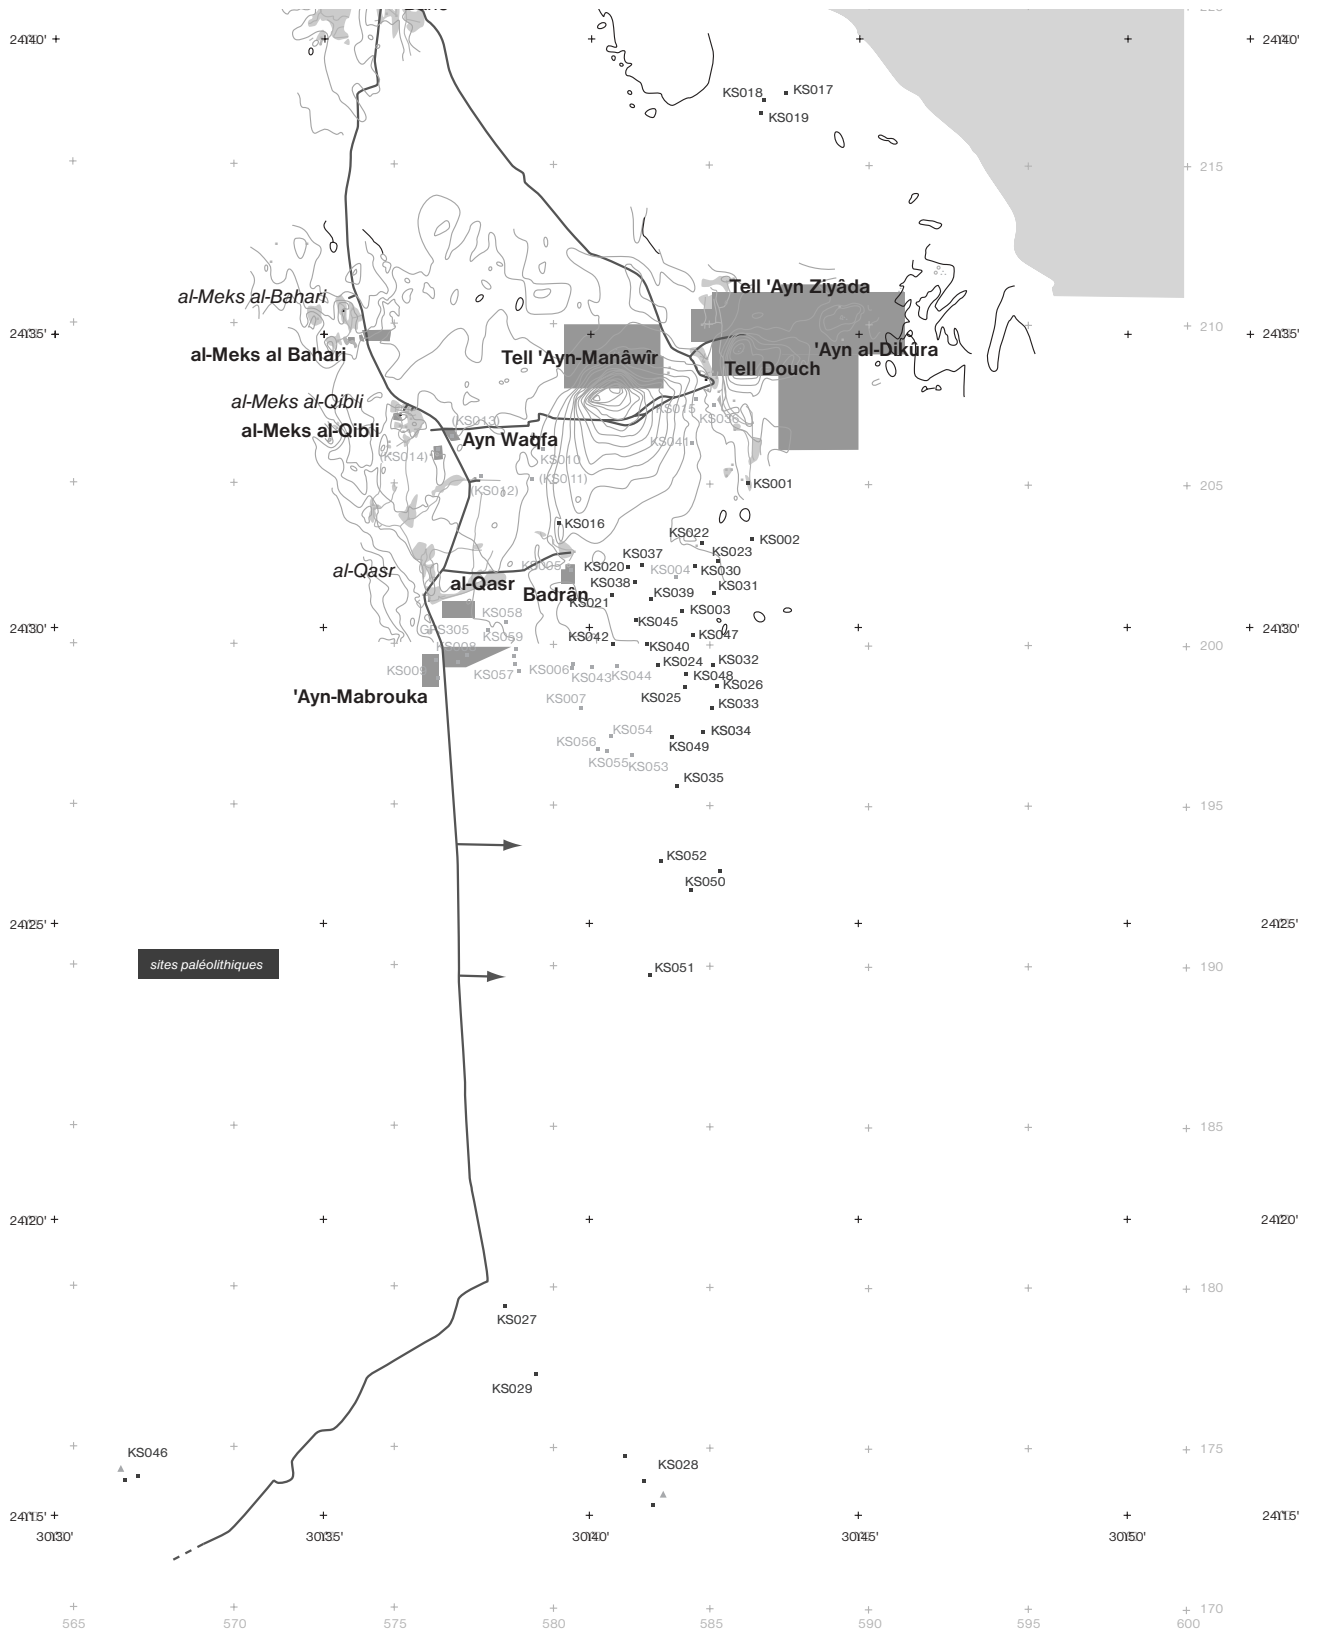 220
24°40'
24°40'
KS018
KS017
KS019
215
al-Meks al-Bahari
Tell 'Ayn Ziyâda
210
24°35'
24°35'
al-Meks al Bahari
Tell 'Ayn-Manâwîr
'Ayn al-Dikûra
Tell Douch
al-Meks al-Qibli
KS015
KS036
(KS013)
al-Meks al-Qibli
Ayn Waqfa
KS041
(KS014)
KS010
(KS012)
(KS011)
KS001
205
KS016
KS022
KS002
KS037
KS023
al-Qasr
KS005
KS020
KS004
KS030
al-Qasr
KS038
KS031
Badrân
KS039
KS021
KS058
KS003
KS045
24°30'
GPS305
KS059
KS042
KS047
24°30'
KS008
KS040
200
KS009
KS057
KS006
KS043
KS044
KS024
KS032
KS048
KS026
'Ayn-Mabrouka
KS007
KS025
KS033
KS054
KS034
KS056
KS049
KS055
KS053
KS035
195
KS052
KS050
24°25'
24°25'
sites paléolithiques
KS051
190
185
24°20'
24°20'
180
KS027
KS029
KS046
KS028
175
24°15'
24°15'
30°30'
30°35'
30°40'
30°45'
30°50'
170
565
570
575
580
585
590
595
600